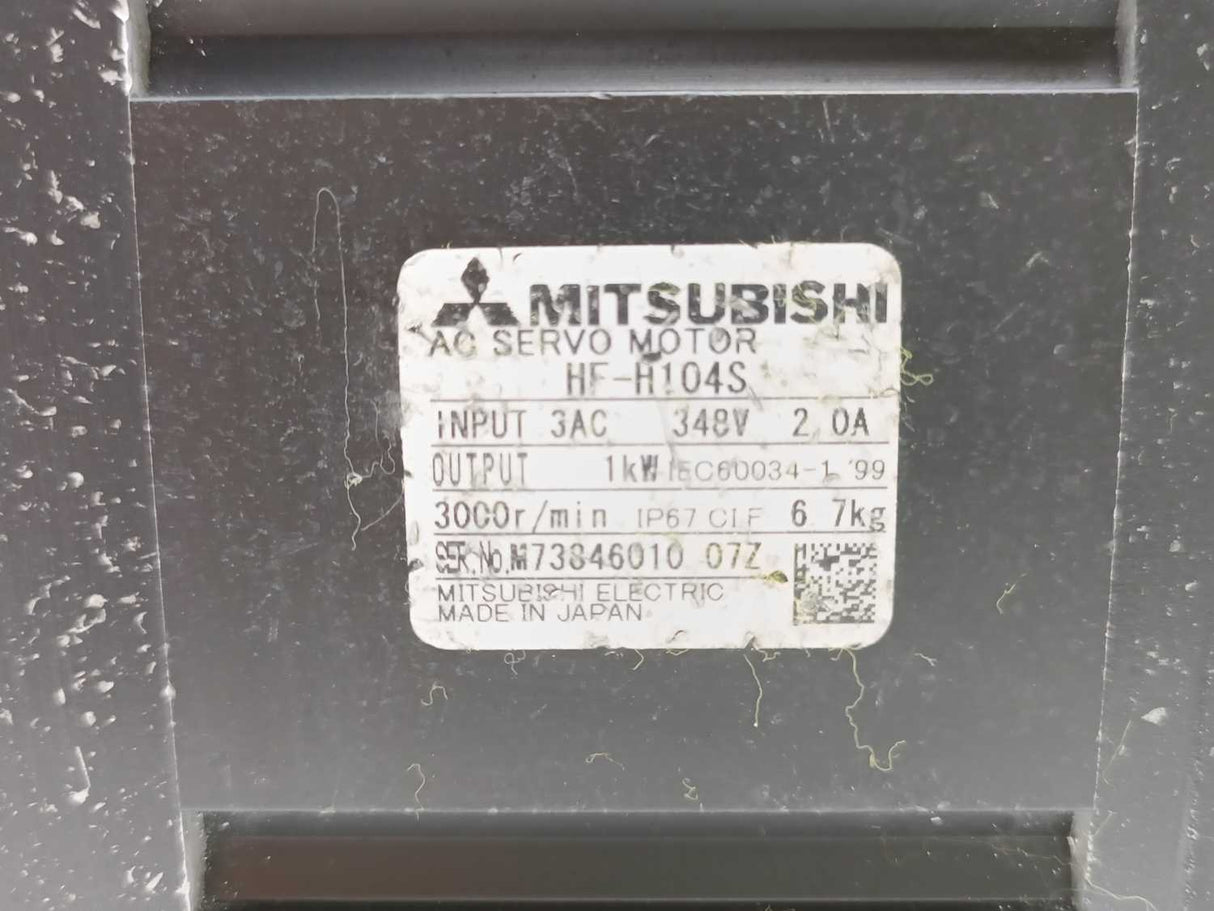 MITSUBISHI
AC SERVO MOTOR
HF-H104S
INPUT 3AC 348V 2.0A
OUTPUT 1kW IEC60034-1 '99
3000r/min IP67 CI.F 6.7kg
SER.No.M73846010 07Z
MITSUBISHI ELECTRIC
MADE IN JAPAN